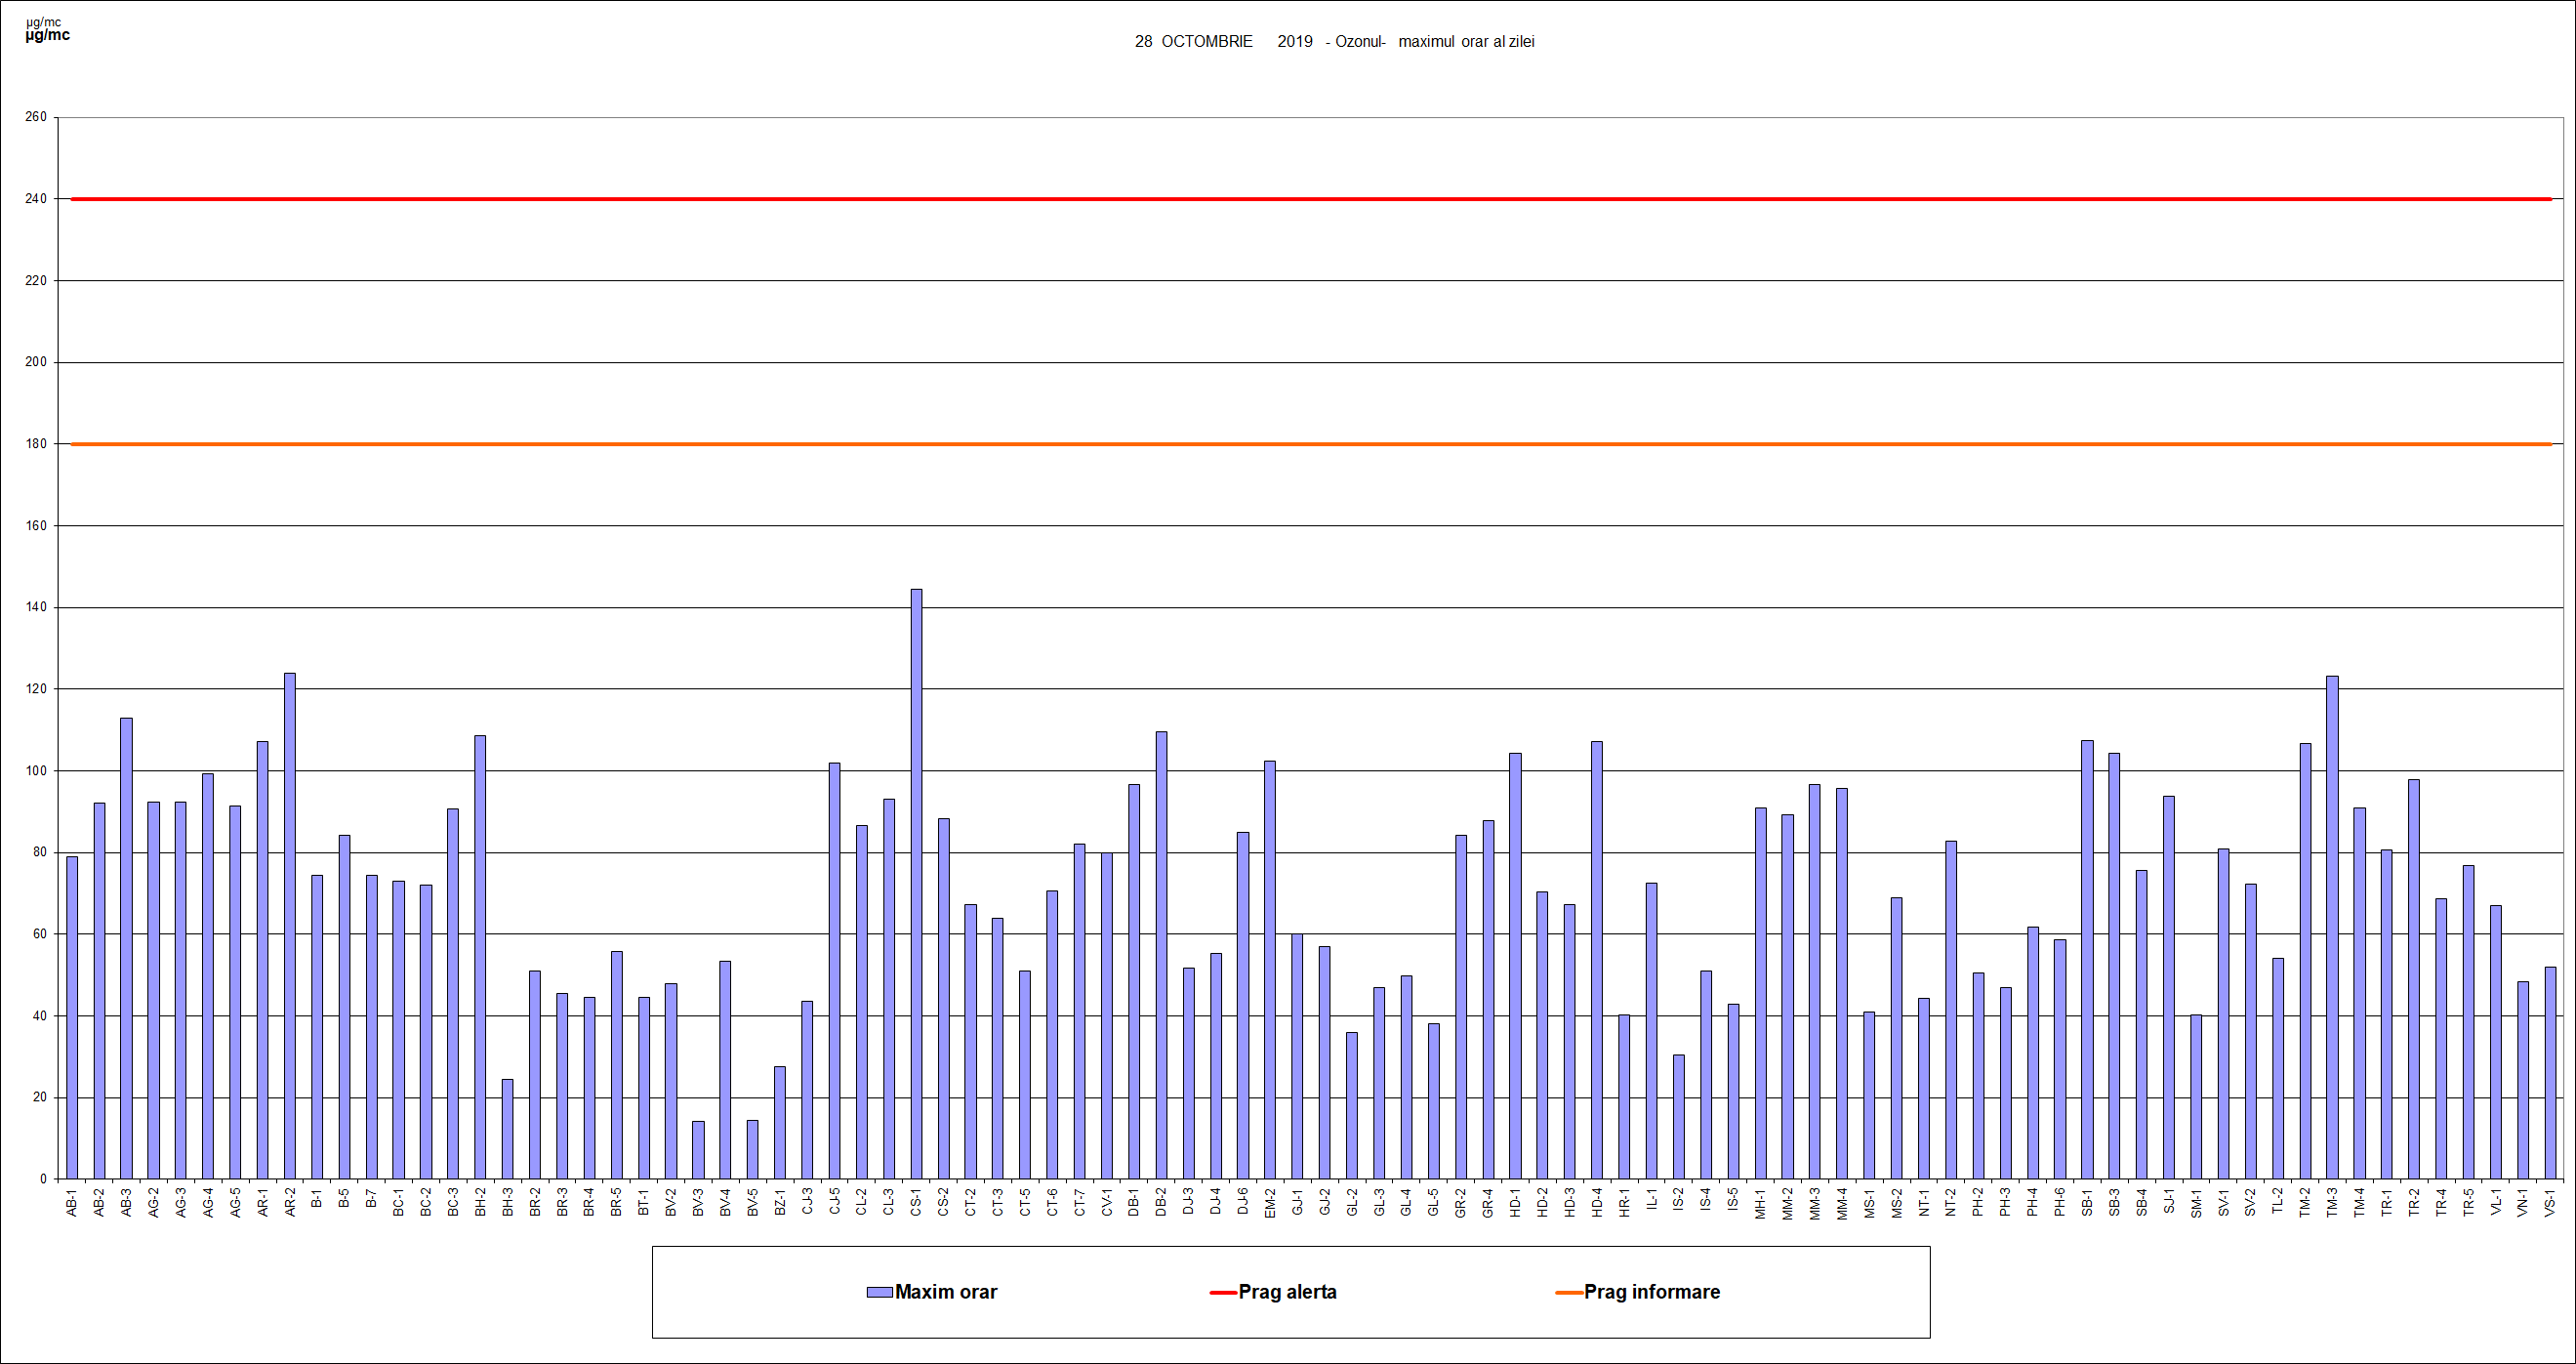 µg/mc
µg/mc
28 OCTOMBRIE 2019 - Ozonul- maximul orar al zilei
260
240
220
200
180
160
140
120
100
80
60
40
20
0
AB-1
AB-2
AB-3
AG-2
AG-3
AG-4
AG-5
AR-1
AR-2
B-1
B-5
B-7
BC-1
BC-2
BC-3
BH-2
BH-3
BR-2
BR-3
BR-4
BR-5
BT-1
BV-2
BV-3
BV-4
BV-5
BZ-1
CJ-3
CJ-5
CL-2
CL-3
CS-1
CS-2
CT-2
CT-3
CT-5
CT-6
CT-7
CV-1
DB-1
DB-2
DJ-3
DJ-4
DJ-6
EM-2
GJ-1
GJ-2
GL-2
GL-3
GL-4
GL-5
GR-2
GR-4
HD-1
HD-2
HD-3
HD-4
HR-1
IL-1
IS-2
IS-4
IS-5
MH-1
MM-2
MM-3
MM-4
MS-1
MS-2
NT-1
NT-2
PH-2
PH-3
PH-4
PH-6
SB-1
SB-3
SB-4
SJ-1
SM-1
SV-1
SV-2
TL-2
TM-2
TM-3
TM-4
TR-1
TR-2
TR-4
TR-5
VL-1
VN-1
VS-1
Maxim orar
Prag alerta
Prag informare